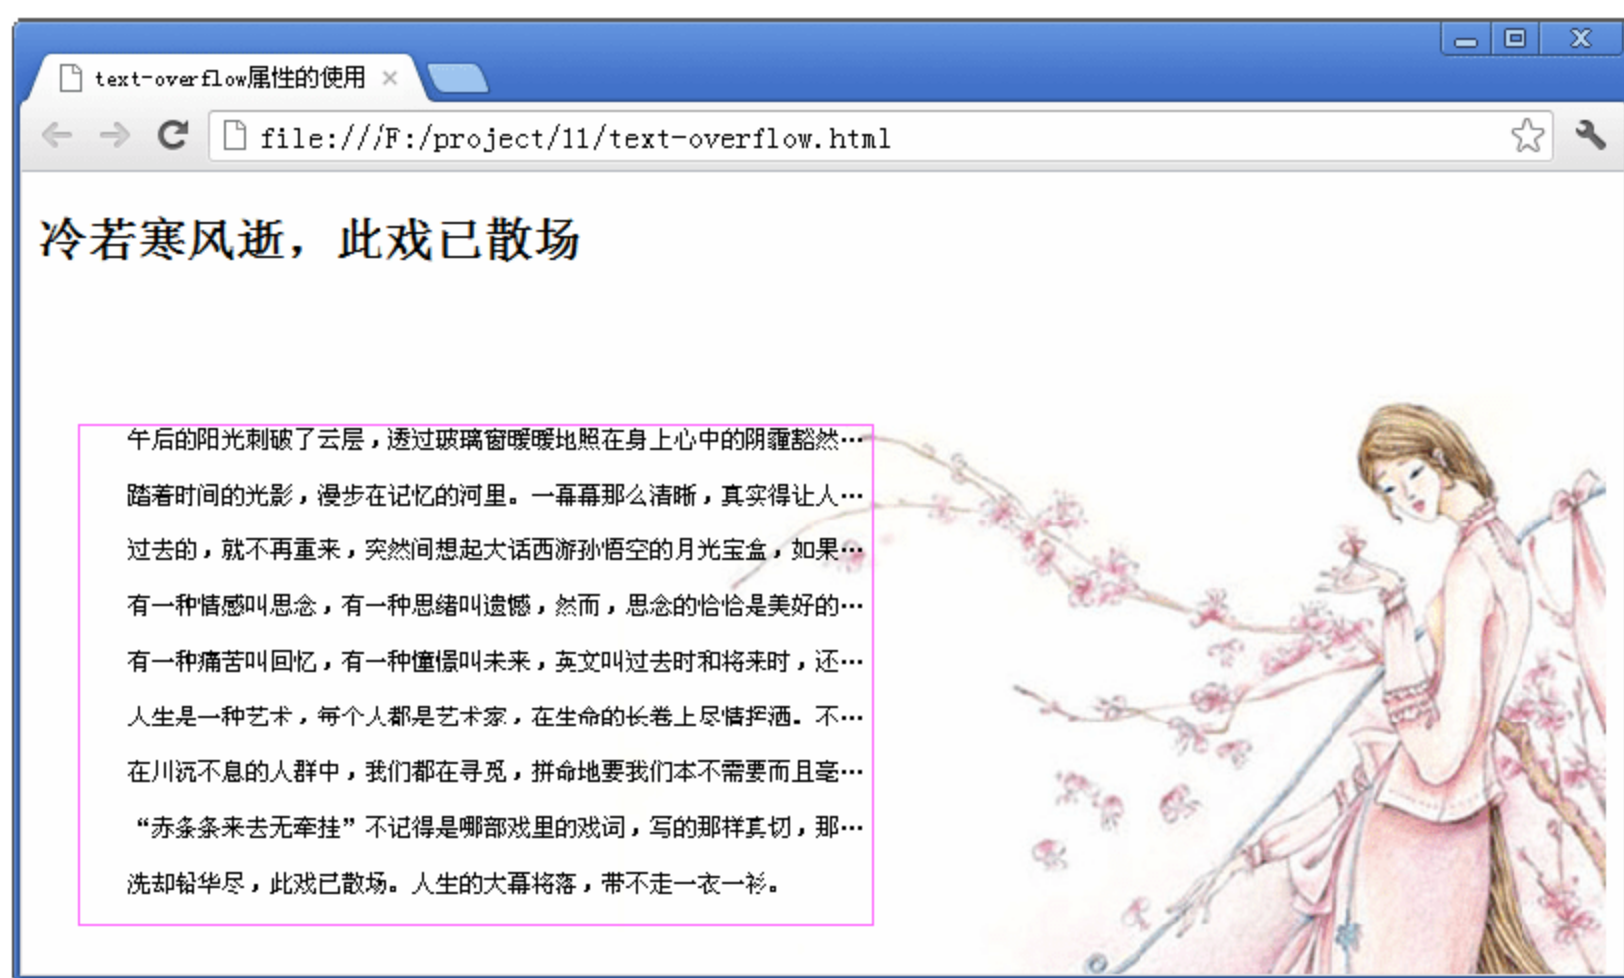 text-overflow属性的使用
file:///F:/project/11/text-overflow.html
冷若寒风逝，此戏已散场
午后的阳光刺破了云层，透过玻璃窗暖暖地照在身上心中的阴霾豁然…
踏着时间的光影，漫步在记忆的河里。一幕幕那么清晰，真实得让人…
过去的，就不再重来，突然间想起大话西游孙悟空的月光宝盒，如果…
有一种情感叫思念，有一种思绪叫遗憾，然而，思念的恰恰是美好的…
有一种痛苦叫回忆，有一种憧憬叫未来，英文叫过去时和将来时，还…
人生是一种艺术，每个人都是艺术家，在生命的长卷上尽情挥洒。不…
在川流不息的人群中，我们都在寻觅，拼命地要我们本不需要而且毫…
“赤条条来去无牵挂”不记得是哪部戏里的戏词，写的那样真切，那…
洗却铅华尽，此戏已散场。人生的大幕将落，带不走一衣一衫。